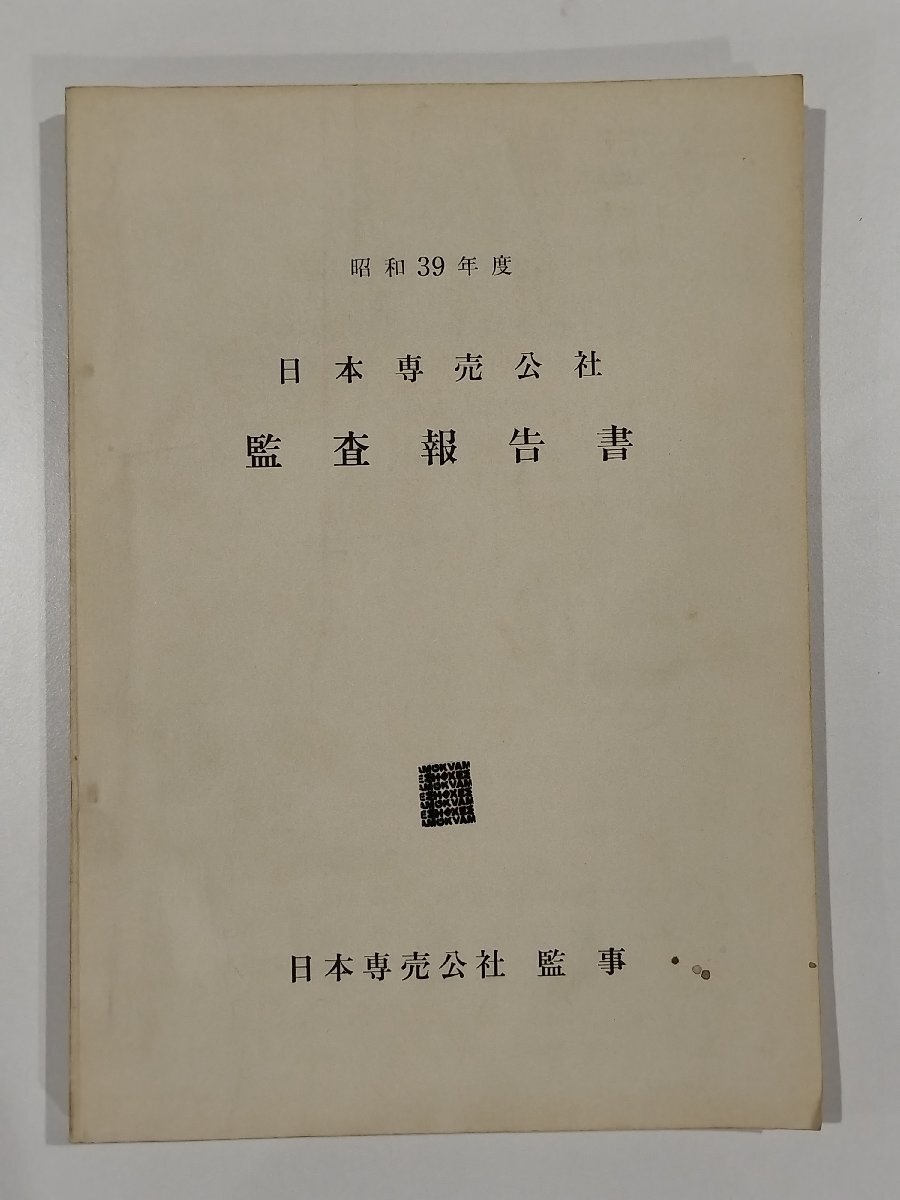 昭和39年度
日本専売公社
監査報告書
日本専売公社 監事